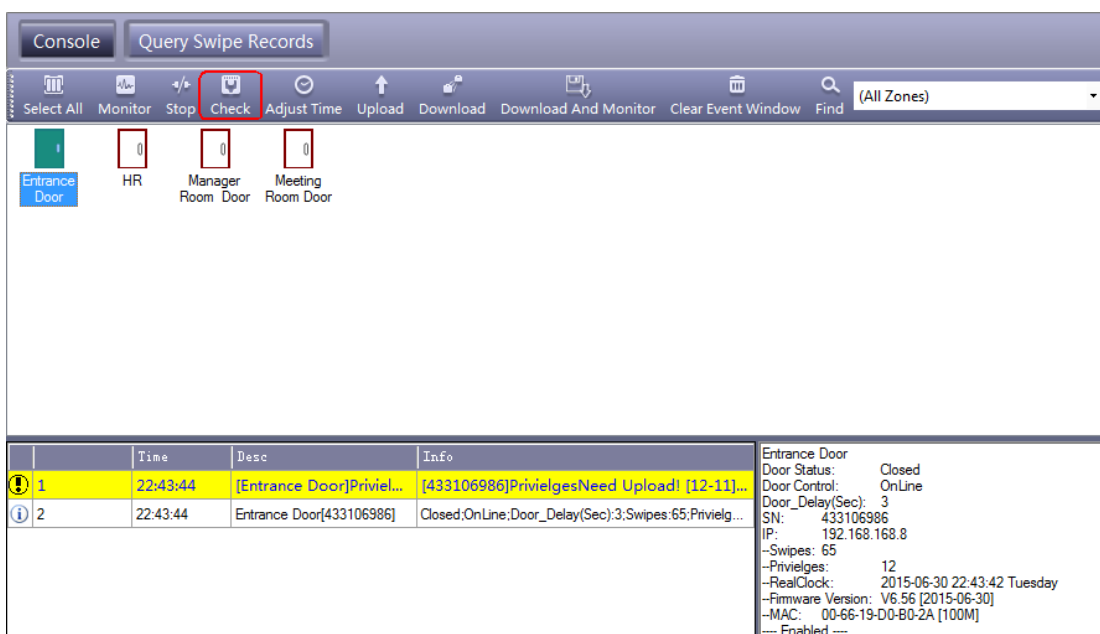 Console Query Swipe Records
Select All Monitor Stop Check Adjust Time Upload Download Download And Monitor Clear Event Window Find (All Zones)
Entrance Door
HR
Manager Room Door
Meeting Room Door
Time Desc Info
1 22:43:44 [Entrance Door]Priviel... [433106986]PrivielgesNeed Upload! [12-11]...
2 22:43:44 Entrance Door[433106986] Closed;OnLine;Door_Delay(Sec):3;Swipes:65;Privielg...
Entrance Door
Door Status: Closed
Door Control: OnLine
Door_Delay(Sec): 3
SN: 433106986
IP: 192.168.168.8
--Swipes: 65
--Privielges: 12
--RealClock: 2015-06-30 22:43:42 Tuesday
--Firmware Version: V6.56 [2015-06-30]
--MAC: 00-66-19-D0-B0-2A [100M]
---- Enabled ----